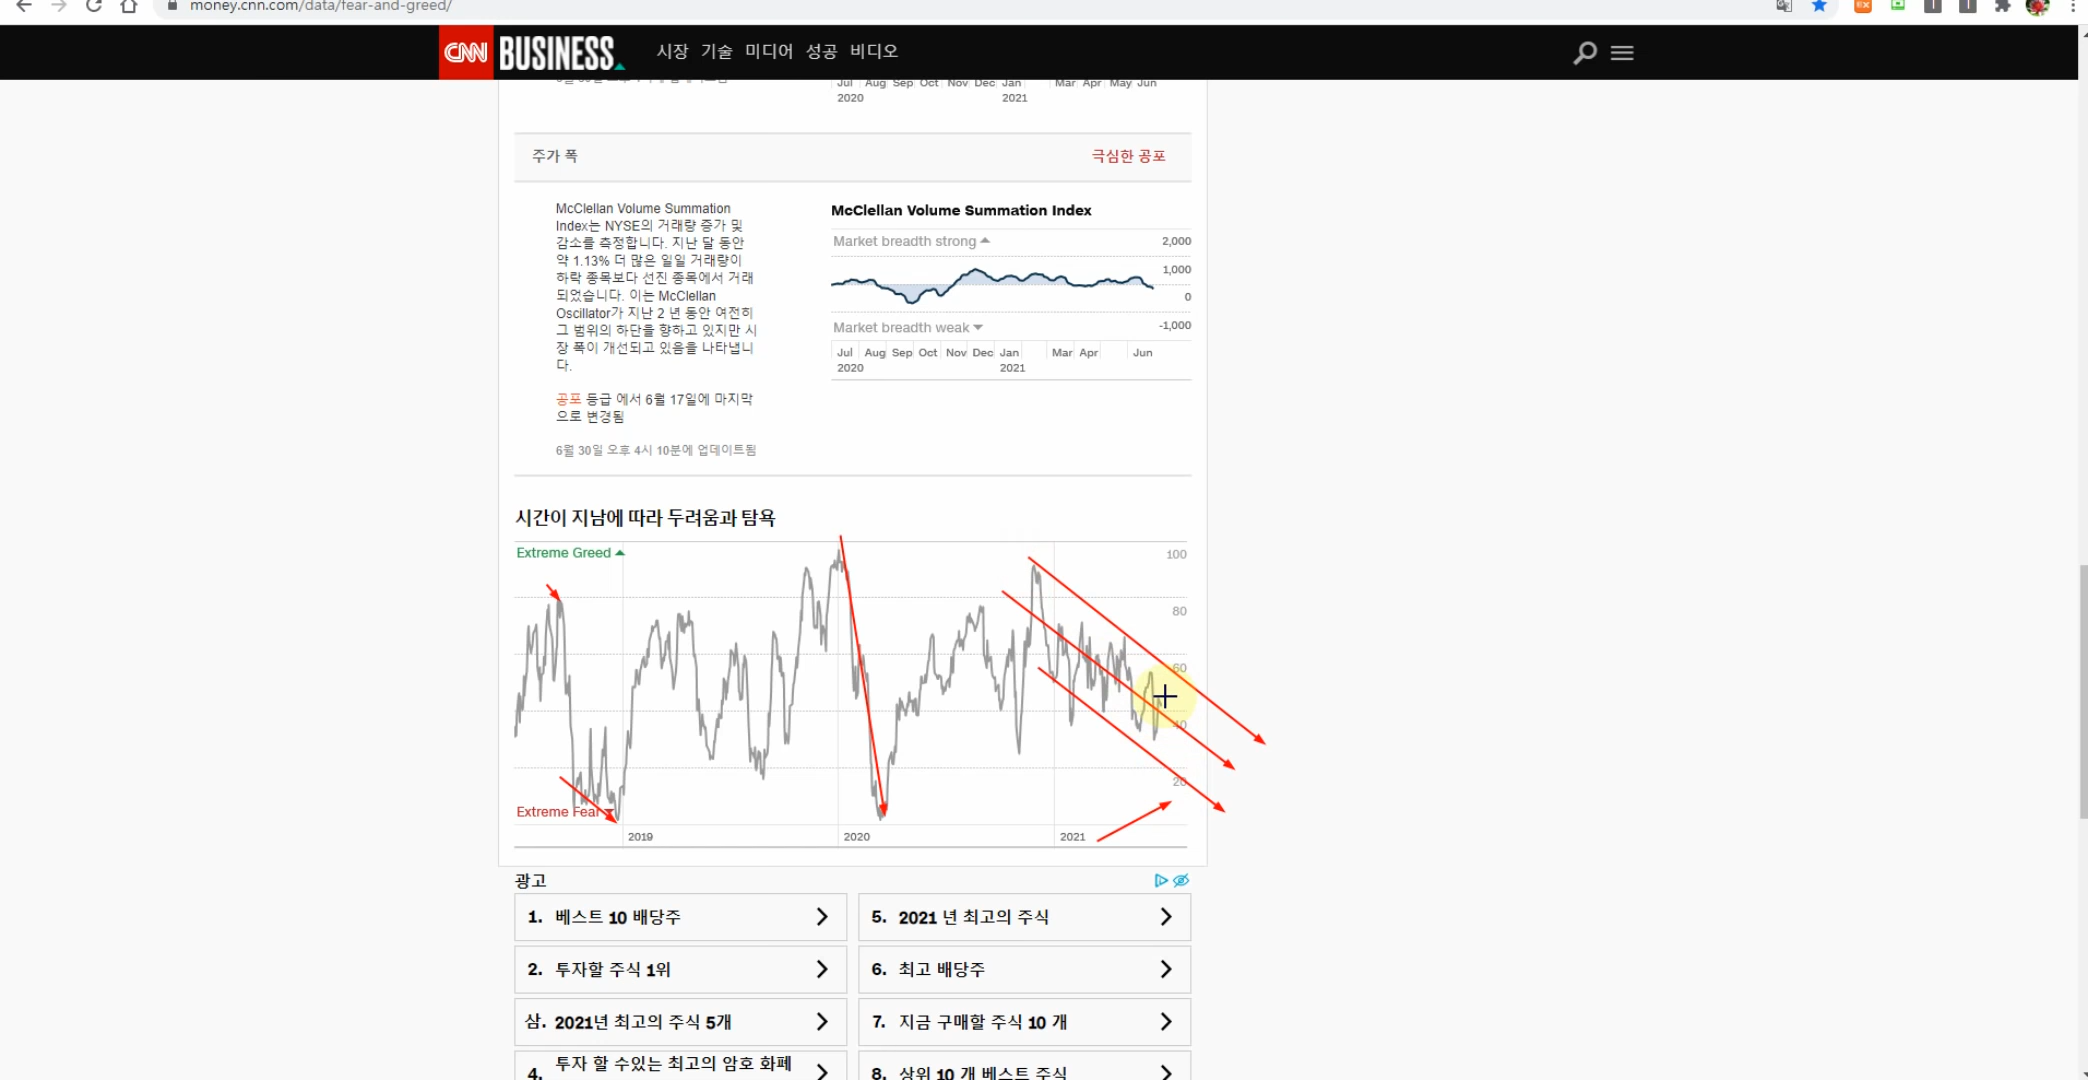 money.cnn.com/data/fear-and-greed/
CNN BUSINESS 시장 기술 미디어 성공 비디오
Jul Aug Sep Oct Nov Dec Jan Mar Apr May Jun
2020 2021
주가 폭 극심한 공포
McClellan Volume Summation
Index는 NYSE의 거래량 증가 및
감소를 측정합니다. 지난 달 동안
약 1.13% 더 많은 일일 거래량이
하락 종목보다 선진 종목에서 거래
되었습니다. 이는 McClellan
Oscillator가 지난 2 년 동안 여전히
그 범위의 하단을 향하고 있지만 시
장 폭이 개선되고 있음을 나타냅니
다.
공포 등급 에서 6월 17일에 마지막
으로 변경됨
6월 30일 오후 4시 10분에 업데이트됨
McClellan Volume Summation Index
Market breadth strong 2,000
1,000
0
Market breadth weak -1,000
Jul Aug Sep Oct Nov Dec Jan Mar Apr Jun
2020 2021
시간이 지남에 따라 두려움과 탐욕
Extreme Greed 100
80
60
40
20
Extreme Fear
2019 2020 2021
광고
1. 베스트 10 배당주
5. 2021 년 최고의 주식
2. 투자할 주식 1위
6. 최고 배당주
삼. 2021년 최고의 주식 5개
7. 지금 구매할 주식 10 개
4. 투자 할 수있는 최고의 암호 화폐
8. 상위 10 개 베스트 주식